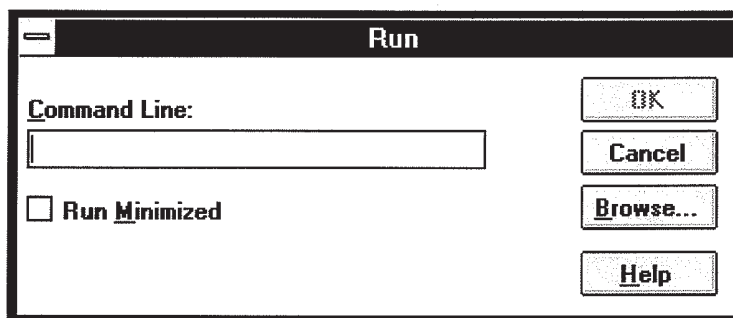 Run
Command Line:
OK
Cancel
Run Minimized
Browse...
Help